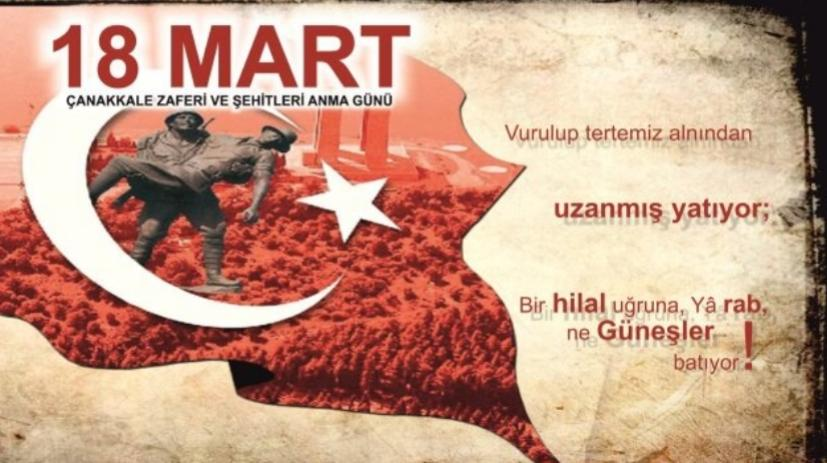 18 MART
ÇANAKKALE ZAFERİ VE ŞEHİTLERİ ANMA GÜNÜ
Vurulup tertemiz alnından
uzanmış yatıyor;
Bir hilal uğruna, Yâ rab,
ne Güneşler
batıyor!